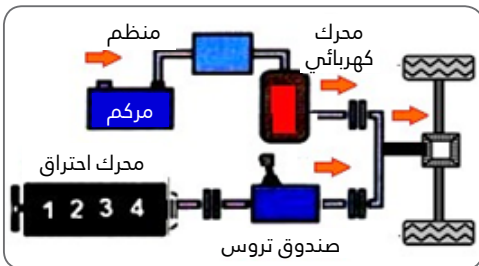 منظم
محرك
كهربائي
مركم
محرك احتراق
1 2 3 4
صندوق تروس